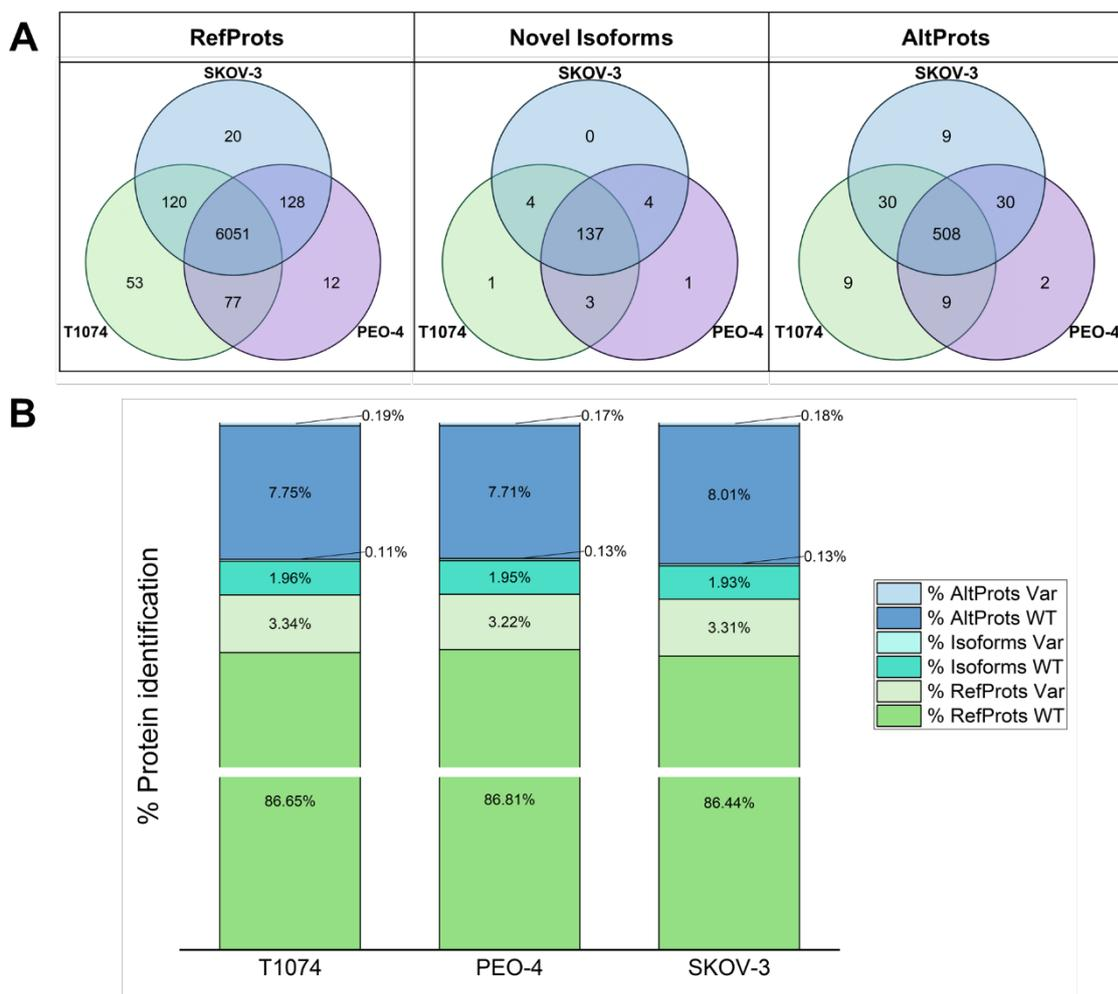 A
RefProts
Novel Isoforms
AltProts
SKOV-3
20
120
128
6051
53
77
12
T1074
PEO-4
SKOV-3
0
4
4
137
1
3
1
T1074
PEO-4
SKOV-3
9
30
30
508
9
9
2
T1074
PEO-4
B
% Protein identification
0.19%
7.75%
0.11%
1.96%
3.34%
86.65%
T1074
0.17%
7.71%
0.13%
1.95%
3.22%
86.81%
PEO-4
0.18%
8.01%
0.13%
1.93%
3.31%
86.44%
SKOV-3
% AltProts Var
% AltProts WT
% Isoforms Var
% Isoforms WT
% RefProts Var
% RefProts WT